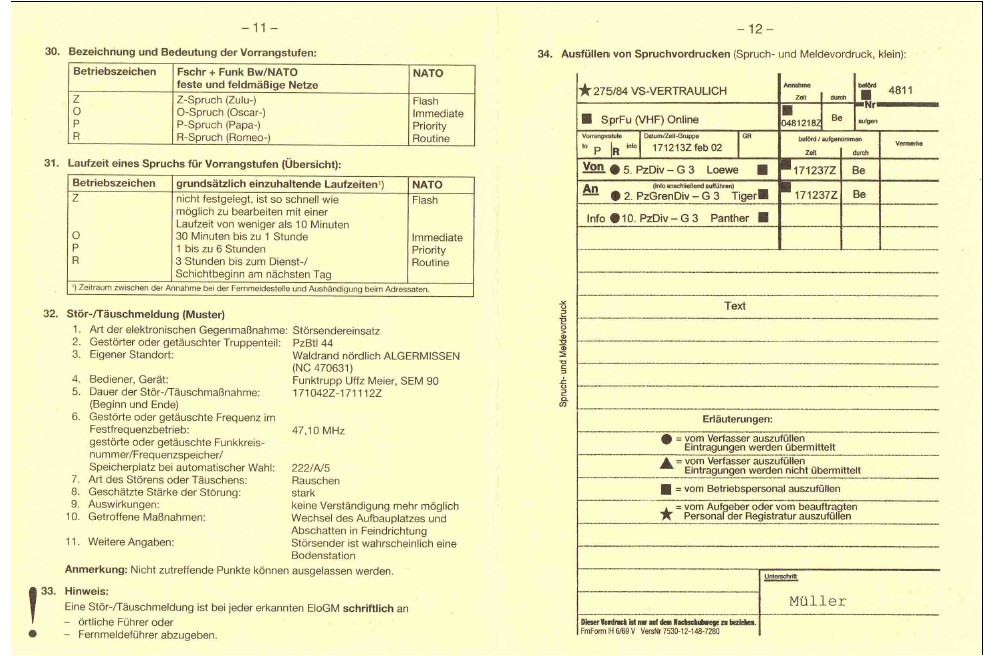 – 11 –
30. Bezeichnung und Bedeutung der Vorrangstufen:
Betriebszeichen Fschr + Funk Bw/NATO NATO
feste und feldmäßige Netze
Z Z-Spruch (Zulu-) Flash
O O-Spruch (Oscar-) Immediate
P P-Spruch (Papa-) Priority
R R-Spruch (Romeo-) Routine
31. Laufzeit eines Spruchs für Vorrangstufen (Übersicht):
Betriebszeichen grundsätzlich einzuhaltende Laufzeiten¹) NATO
Z nicht festgelegt, ist so schnell wie Flash
möglich zu bearbeiten mit einer
Laufzeit von weniger als 10 Minuten
O 30 Minuten bis zu 1 Stunde Immediate
P 1 bis zu 6 Stunden Priority
R 3 Stunden bis zum Dienst-/ Routine
Schichtbeginn am nächsten Tag
¹) Zeitraum zwischen der Annahme bei der Fernmeldestelle und Aushändigung beim Adressaten.
32. Stör-/Täuschmeldung (Muster)
1. Art der elektronischen Gegenmaßnahme: Störsendereinsatz
2. Gestörter oder getäuschter Truppenteil: PzBtl 44
3. Eigener Standort: Waldrand nördlich ALGERMISSEN
(NC 470631)
4. Bediener, Gerät: Funktrupp Uffz Meier, SEM 90
5. Dauer der Stör-/Täuschmaßnahme: 171042Z-171112Z
(Beginn und Ende)
6. Gestörte oder getäuschte Frequenz im
Festfrequenzbetrieb: 47,10 MHz
gestörte oder getäuschte Funkkreis-
nummer/Frequenzspeicher/
Speicherplatz bei automatischer Wahl: 222/A/5
7. Art des Störens oder Täuschens: Rauschen
8. Geschätzte Stärke der Störung: stark
9. Auswirkungen: keine Verständigung mehr möglich
10. Getroffene Maßnahmen: Wechsel des Aufbauplatzes und
Abschatten in Feindrichtung
11. Weitere Angaben: Störsender ist wahrscheinlich eine
Bodenstation
Anmerkung: Nicht zutreffende Punkte können ausgelassen werden.
! 33. Hinweis:
Eine Stör-/Täuschmeldung ist bei jeder erkannten EloGM schriftlich an
– örtliche Führer oder
– Fernmeldeführer abzugeben.
– 12 –
34. Ausfüllen von Spruchvordrucken (Spruch- und Meldevordruck, klein):
★ 275/84 VS-VERTRAULICH Annahme Zeit durch beförd ■ Nr aufgen 4811
■ SprFu (VHF) Online ■ 0481218Z Be
Vorrangstufe Datum/Zeit-Gruppe GR beförd / aufgenommen Vermerke
to P R info 171213Z feb 02 Zeit durch
Von ● 5. PzDiv – G 3 Loewe ■ ■ 171237Z Be
An (Info anschließend aufführen)
● 2. PzGrenDiv – G 3 Tiger ■ ■ 171237Z Be
Info ● 10. PzDiv – G 3 Panther ■
Text
Spruch- und Meldevordruck
Erläuterungen:
● = vom Verfasser auszufüllen
Eintragungen werden übermittelt
▲ = vom Verfasser auszufüllen
Eintragungen werden nicht übermittelt
■ = vom Betriebspersonal auszufüllen
★ = vom Aufgeber oder vom beauftragten
Personal der Registratur auszufüllen
Unterschrift
Müller
Dieser Vordruck ist nur auf dem Nachschubwege zu beziehen.
FmForm H 6/69 V VersNr 7530-12-148-7280